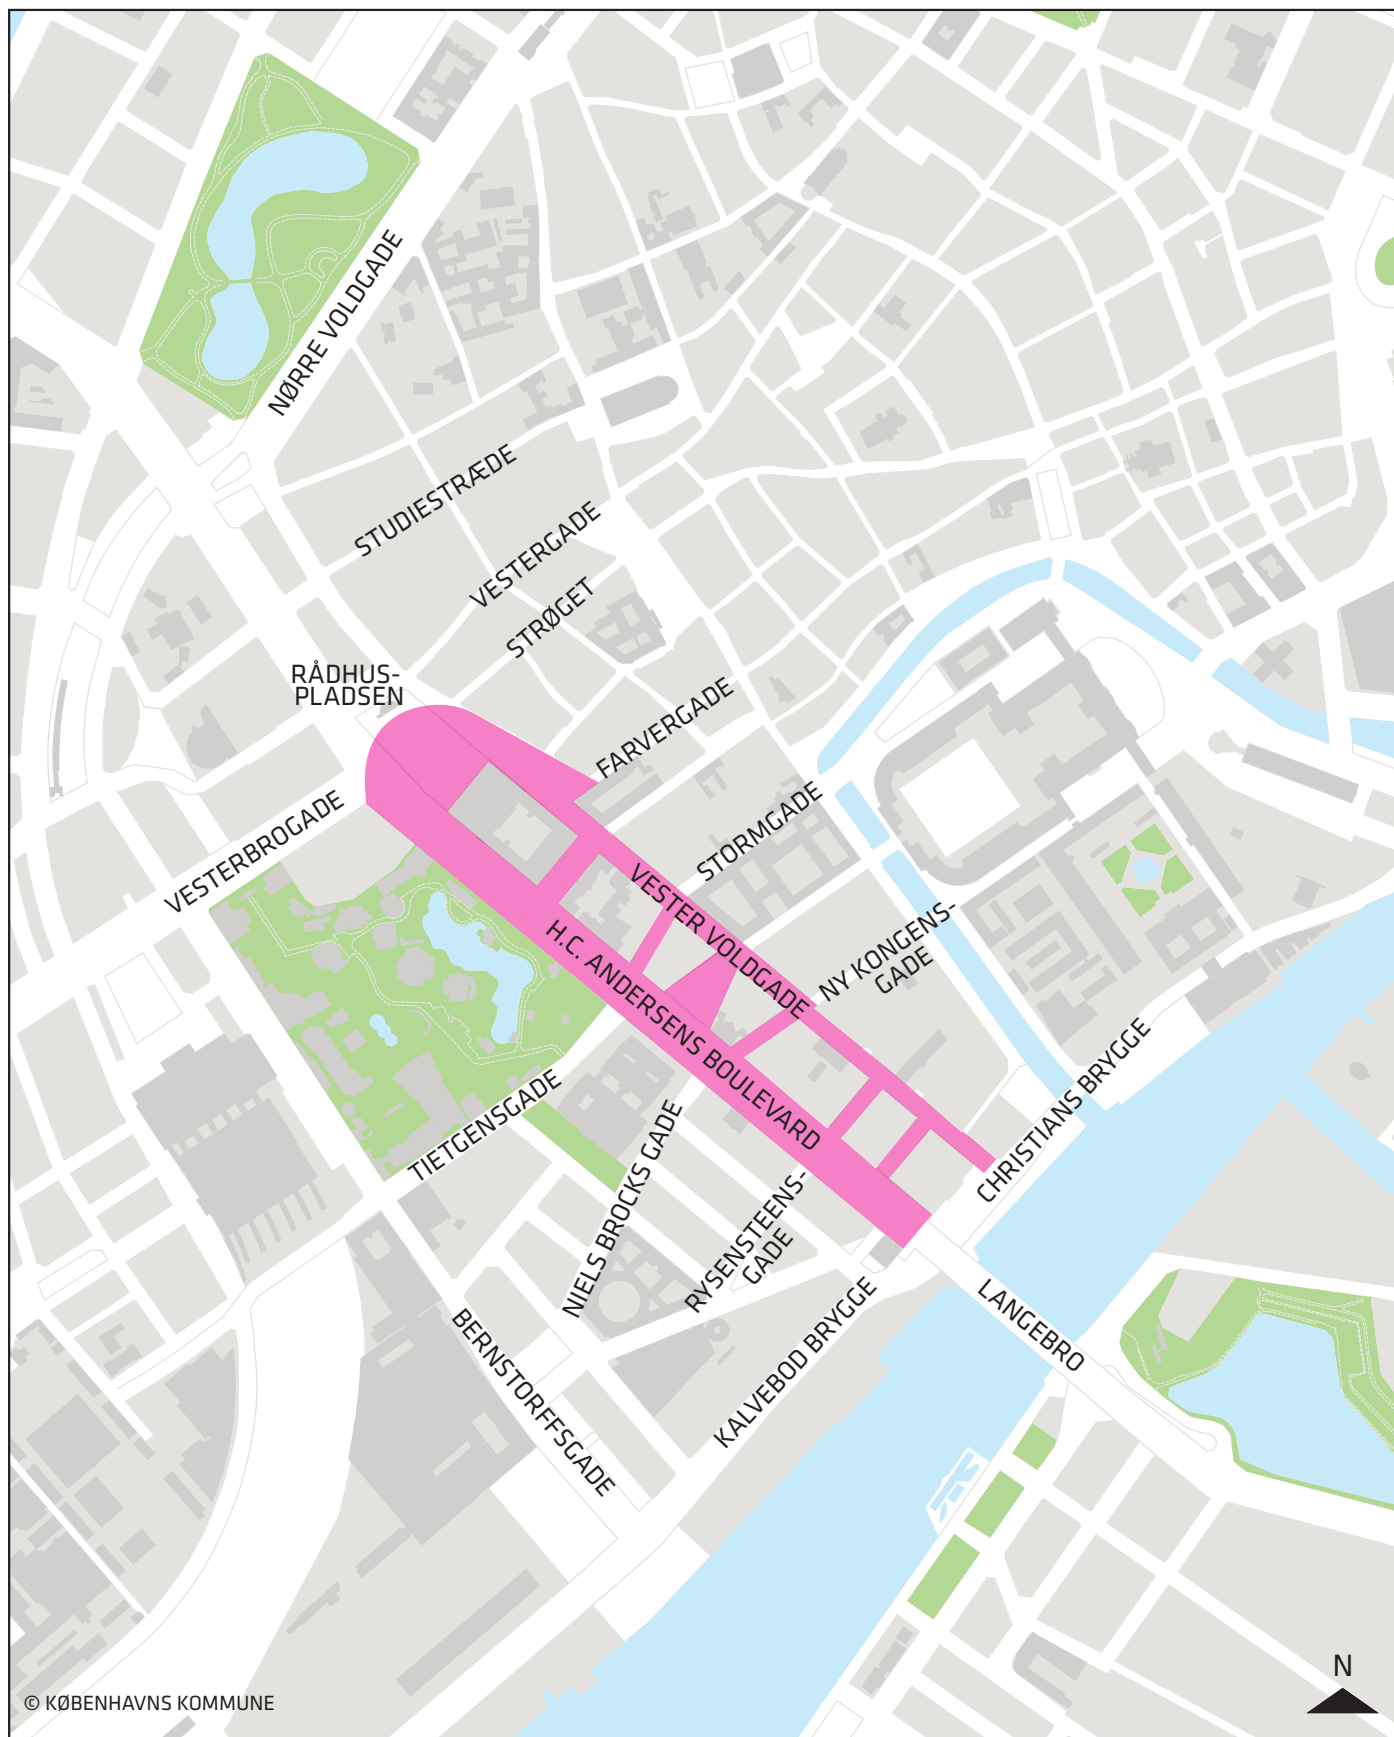 NØRRE VOLDGADE
STUDIESTRÆDE
VESTERGADE
STRØGET
RÅDHUS-
PLADSEN
FARVERGADE
VESTERBROGADE
STORMGADE
VESTER VOLDGADE
H.C. ANDERSENS BOULEVARD
NY KONGENS-
GADE
CHRISTIANS BRYGGE
TIETGENSGADE
NIELS BROCKS GADE
RYSENSTEENS-
GADE
BERNSTORFFSGADE
KALVEBOD BRYGGE
LANGEBRO
N
© KØBENHAVNS KOMMUNE